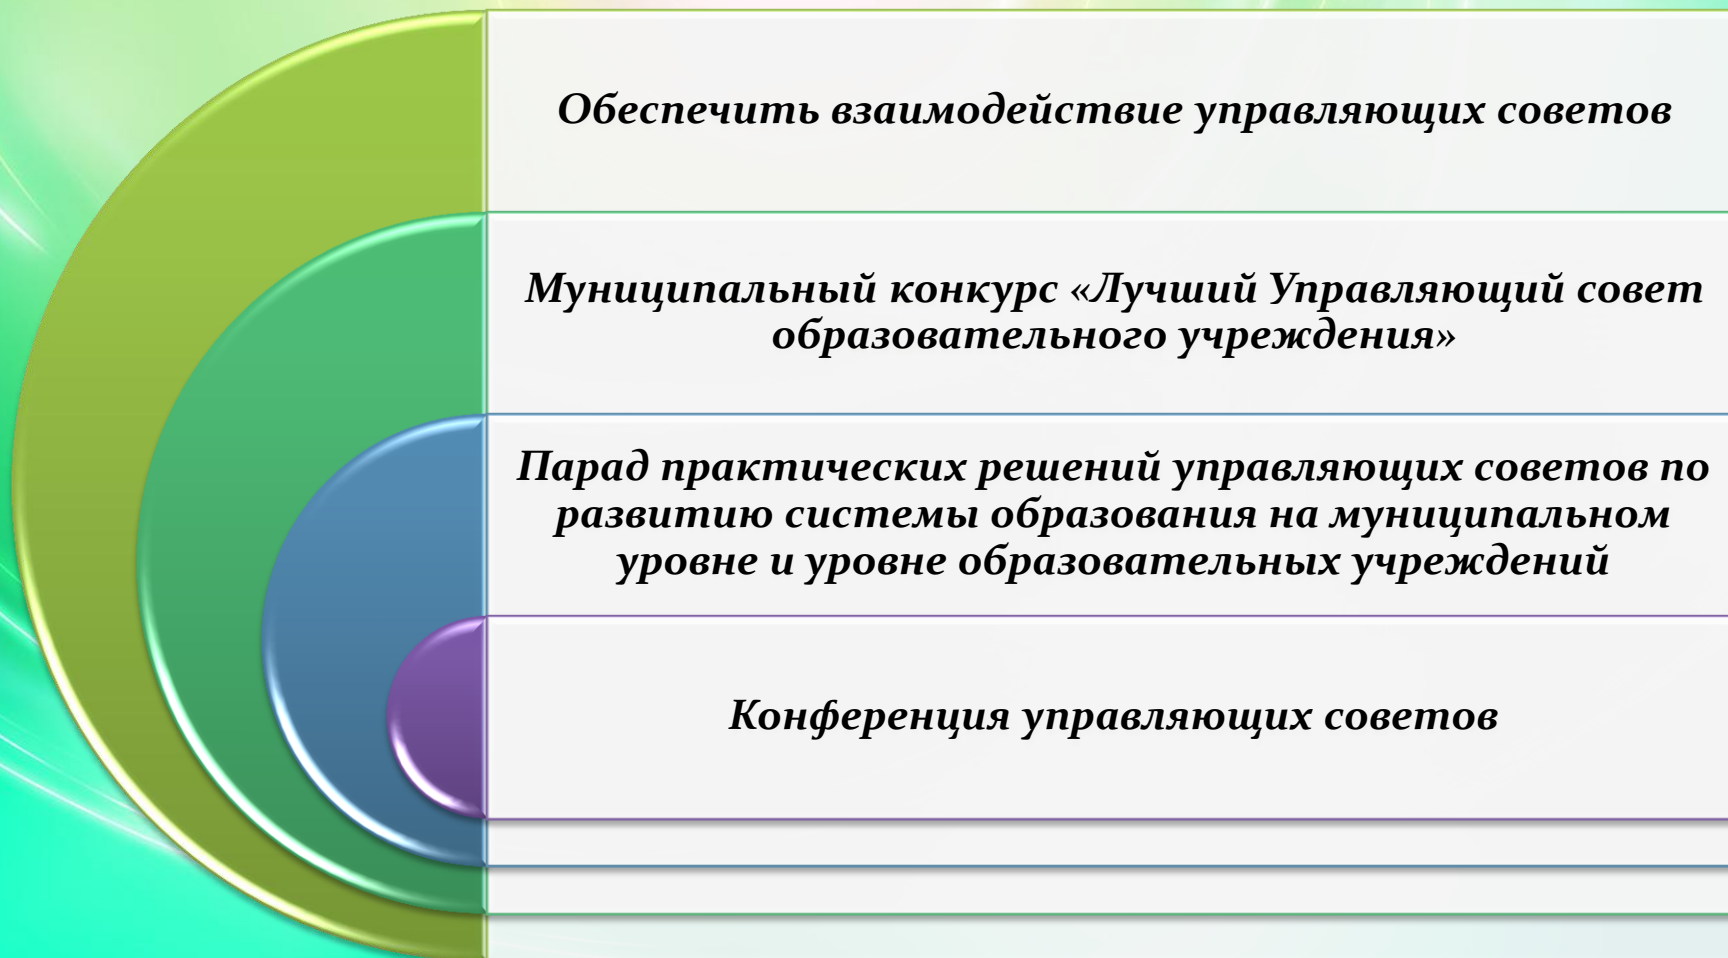 Обеспечить взаимодействие управляющих советов
Муниципальный конкурс «Лучший Управляющий совет
образовательного учреждения»
Парад практических решений управляющих советов по
развитию системы образования на муниципальном
уровне и уровне образовательных учреждений
Конференция управляющих советов